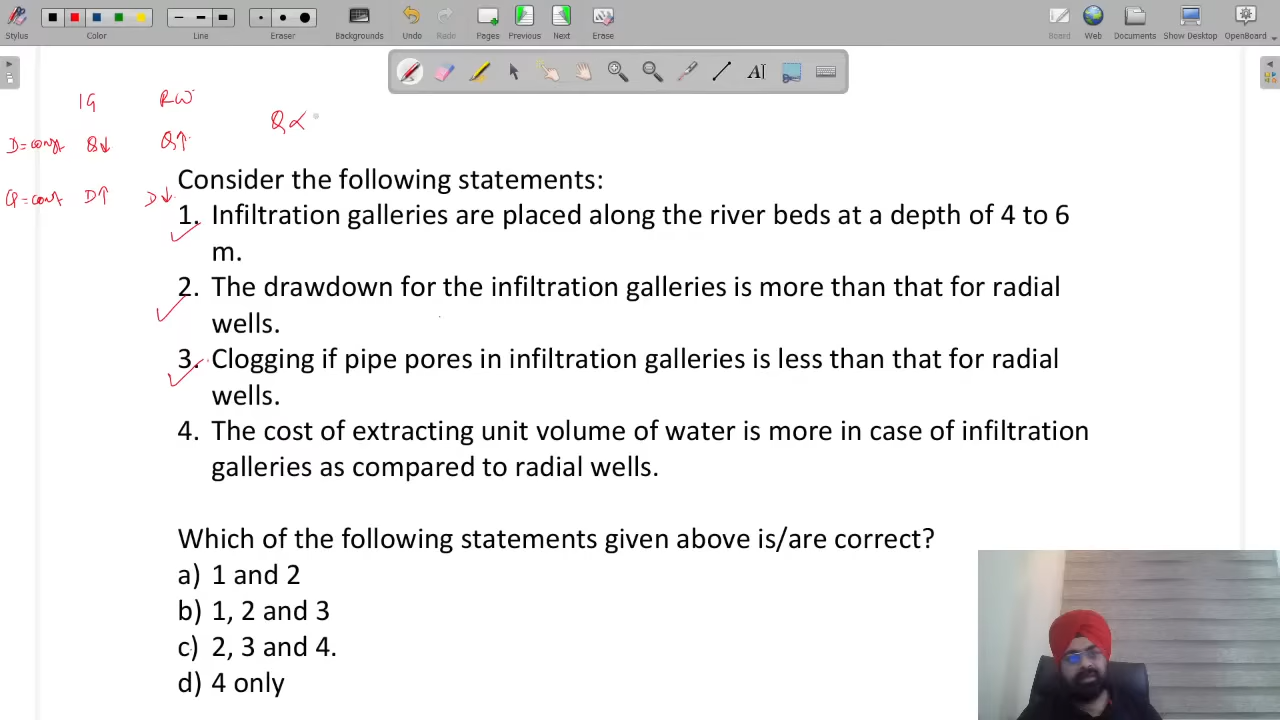 Stylus
Color
Line
Eraser
Backgrounds
Undo
Redo
Pages
Previous
Next
Erase
Board
Web
Documents
Show Desktop
OpenBoard
IG RW
D=const Q↓ Q↑
Q=const D↑ D↓
Q∝
Consider the following statements:
1. Infiltration galleries are placed along the river beds at a depth of 4 to 6
m.
2. The drawdown for the infiltration galleries is more than that for radial
wells.
3. Clogging if pipe pores in infiltration galleries is less than that for radial
wells.
4. The cost of extracting unit volume of water is more in case of infiltration
galleries as compared to radial wells.
Which of the following statements given above is/are correct?
a) 1 and 2
b) 1, 2 and 3
c) 2, 3 and 4.
d) 4 only